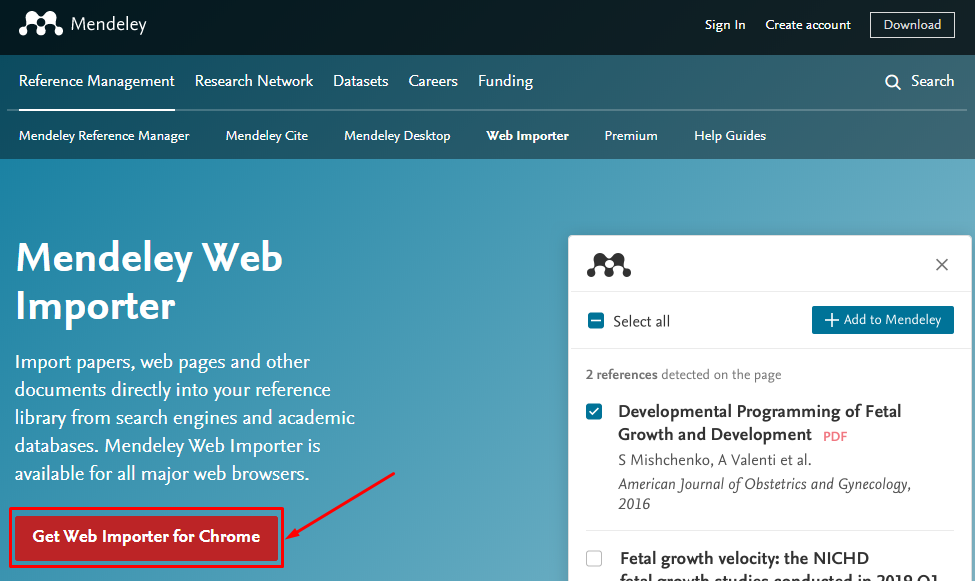 Mendeley
Sign In
Create account
Download
Reference Management
Research Network
Datasets
Careers
Funding
Search
Mendeley Reference Manager
Mendeley Cite
Mendeley Desktop
Web Importer
Premium
Help Guides
Mendeley Web
Importer
Import papers, web pages and other
documents directly into your reference
library from search engines and academic
databases. Mendeley Web Importer is
available for all major web browsers.
Get Web Importer for Chrome
Select all
Add to Mendeley
2 references detected on the page
Developmental Programming of Fetal
Growth and Development PDF
S Mishchenko, A Valenti et al.
American Journal of Obstetrics and Gynecology,
2016
Fetal growth velocity: the NICHD
fetal growth studies conducted in 2019 Q1